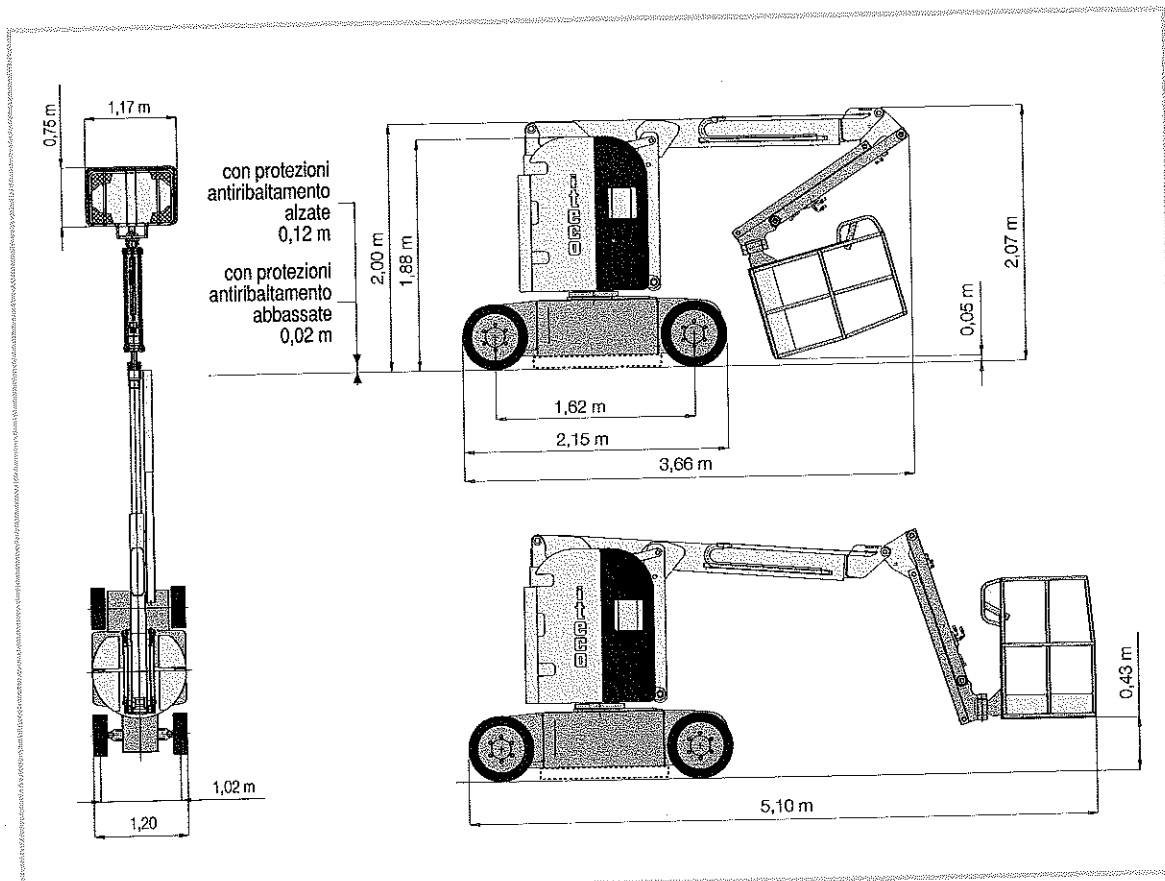 0,75 m
1,17 m
con protezioni
antiribaltamento
alzate
0,12 m
con protezioni
antiribaltamento
abbassate
0,02 m
2,00 m
1,88 m
iteco
2,07 m
0,05 m
1,62 m
2,15 m
3,66 m
iteco
0,43 m
5,10 m
1,02 m
1,20